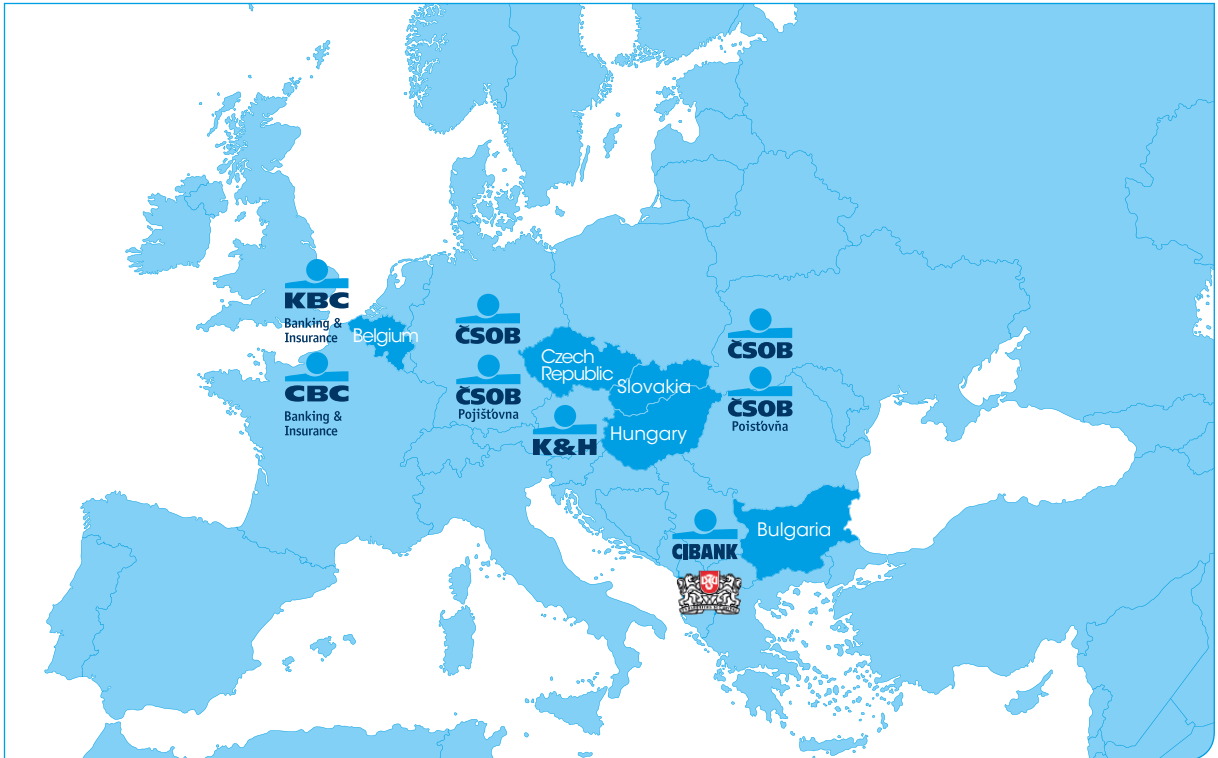 KBC
Banking &
Insurance
Belgium
CBC
Banking &
Insurance
ČSOB
ČSOB
Pojišťovna
Czech
Republic
Slovakia
ČSOB
ČSOB
Poisťovňa
K&H
Hungary
CIBANK
Bulgaria